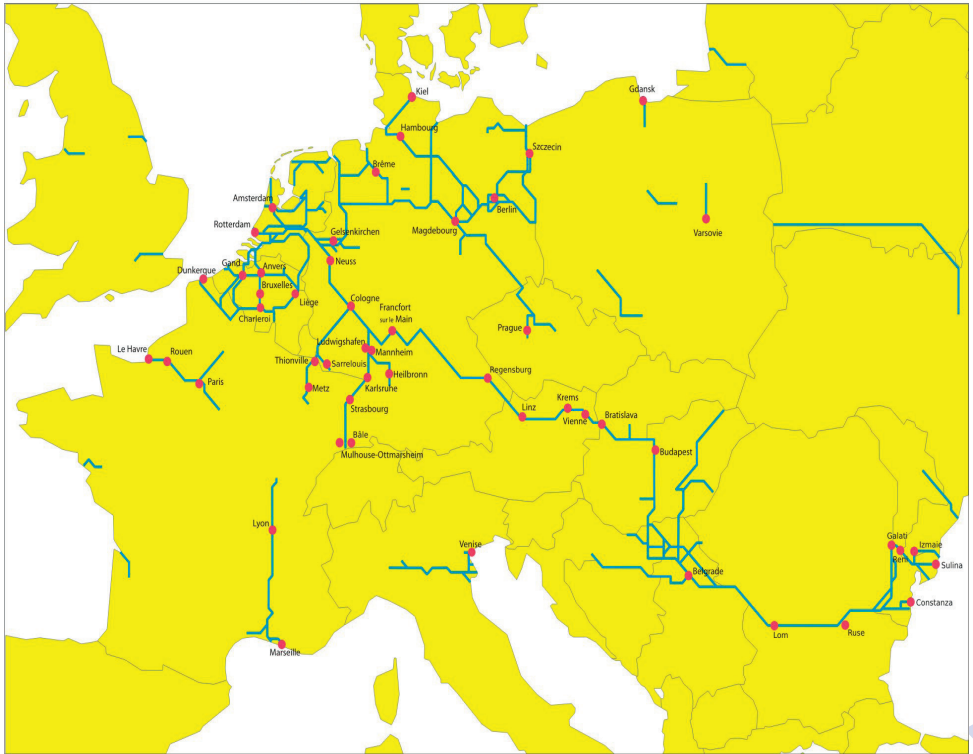 Kiel
Gdansk
Hambourg
Szczecin
Brême
Amsterdam
Berlin
Rotterdam
Magdebourg
Varsovie
Gelsenkirchen
Neuss
Gand
Anvers
Dunkerque
Bruxelles
Liège
Cologne
Charleroi
Francfort
sur le Main
Prague
Ludwigshafen
Le Havre
Rouen
Mannheim
Thionville
Sarrelouis
Heilbronn
Regensburg
Paris
Metz
Karlsruhe
Strasbourg
Krems
Linz
Vienne
Bratislava
Bâle
Mulhouse-Ottmarsheim
Budapest
Lyon
Venise
Galati
Izmaïe
Reni
Sulina
Belgrade
Constanza
Lom
Ruse
Marseille